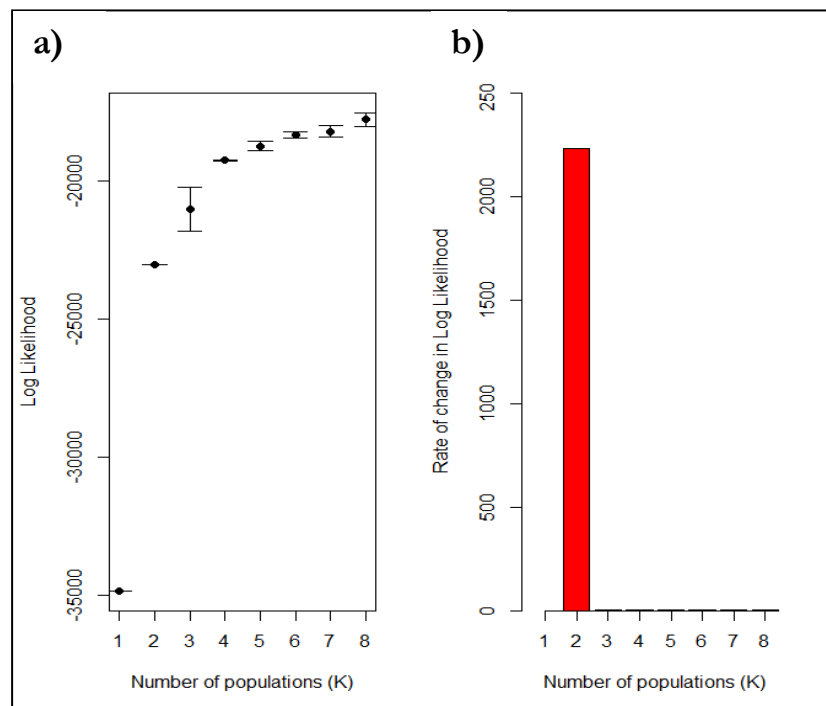 a)
Log Likelihood
-20000
-25000
-30000
-35000
1 2 3 4 5 6 7 8
Number of populations (K)
b)
Rate of change in Log Likelihood
250
2000
1500
1000
500
0
1 2 3 4 5 6 7 8
Number of populations (K)